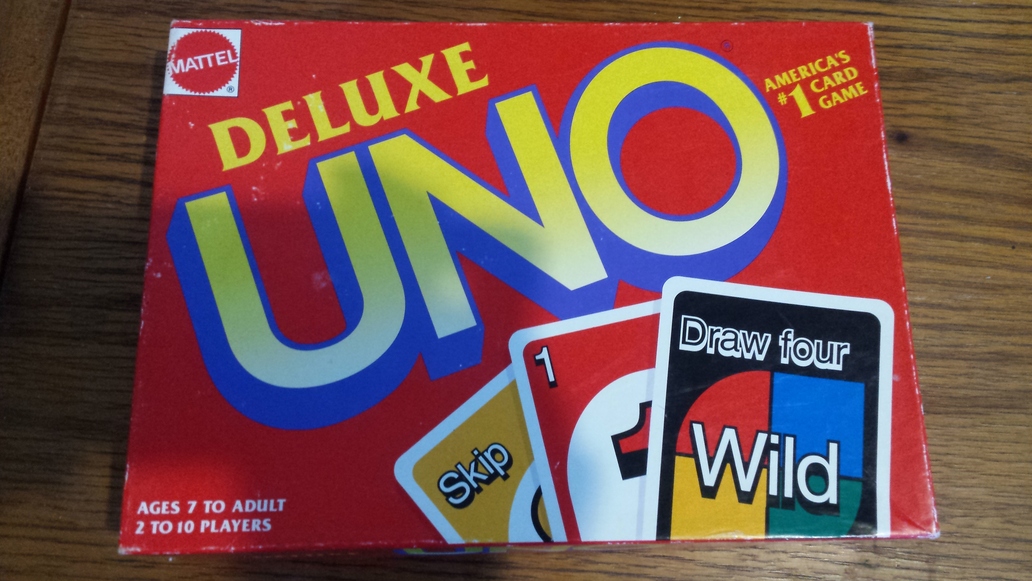 MATTEL
®
DELUXE
UNO
®
AMERICA'S
#1 CARD
GAME
1
Draw four
Skip
1
Wild
AGES 7 TO ADULT
2 TO 10 PLAYERS